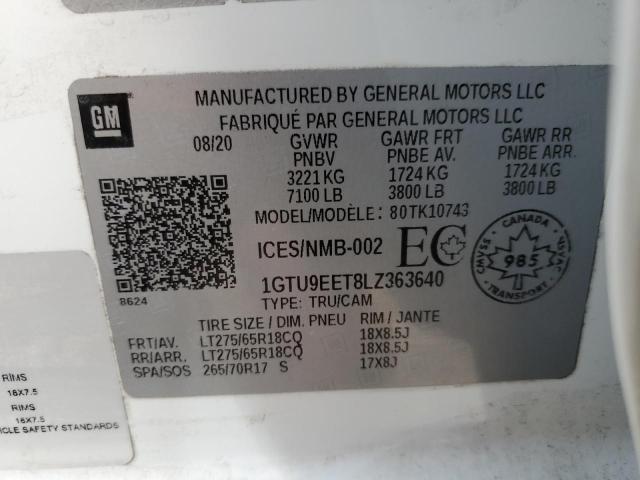 GM
MANUFACTURED BY GENERAL MOTORS LLC
FABRIQUÉ PAR GENERAL MOTORS LLC
08/20 GVWR GAWR FRT GAWR RR
PNBV PNBE AV. PNBE ARR.
3221 KG 1724 KG 1724 KG
7100 LB 3800 LB 3800 LB
MODEL/MODÈLE: 80TK10743
ICES/NMB-002 EC
CANADA
CMVSS 985 NSVAC
TRANSPORT
8624
1GTU9EET8LZ363640
TYPE: TRU/CAM
TIRE SIZE / DIM. PNEU RIM / JANTE
FRT/AV. LT275/65R18CQ 18X8.5J
RR/ARR. LT275/65R18CQ 18X8.5J
SPA/SOS 265/70R17 S 17X8J
RIMS
18X7.5
RIMS
18X7.5
ICLE SAFETY STANDARDS